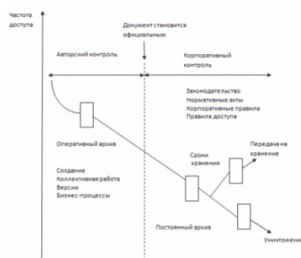 Частота
доступа
Документ становится
официальным
Авторский контроль
Корпоративный
контроль
Законодательство
Нормативные акты
Корпоративные правила
Правила доступа
Оперативный архив
Сроки
хранения
Передача на
хранение
Создание
Коллективная работа
Версии
Бизнес-процессы
Постоянный архив
Уничтожени